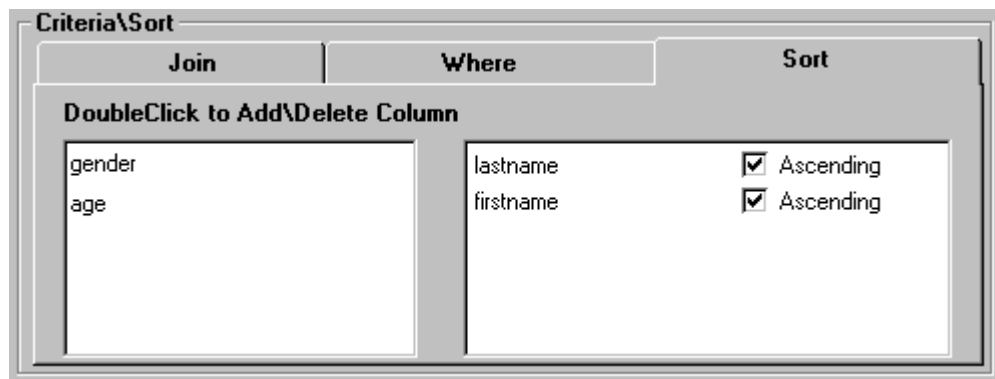 Criteria\Sort
Join Where Sort
DoubleClick to Add\Delete Column
gender
age
lastname Ascending
firstname Ascending